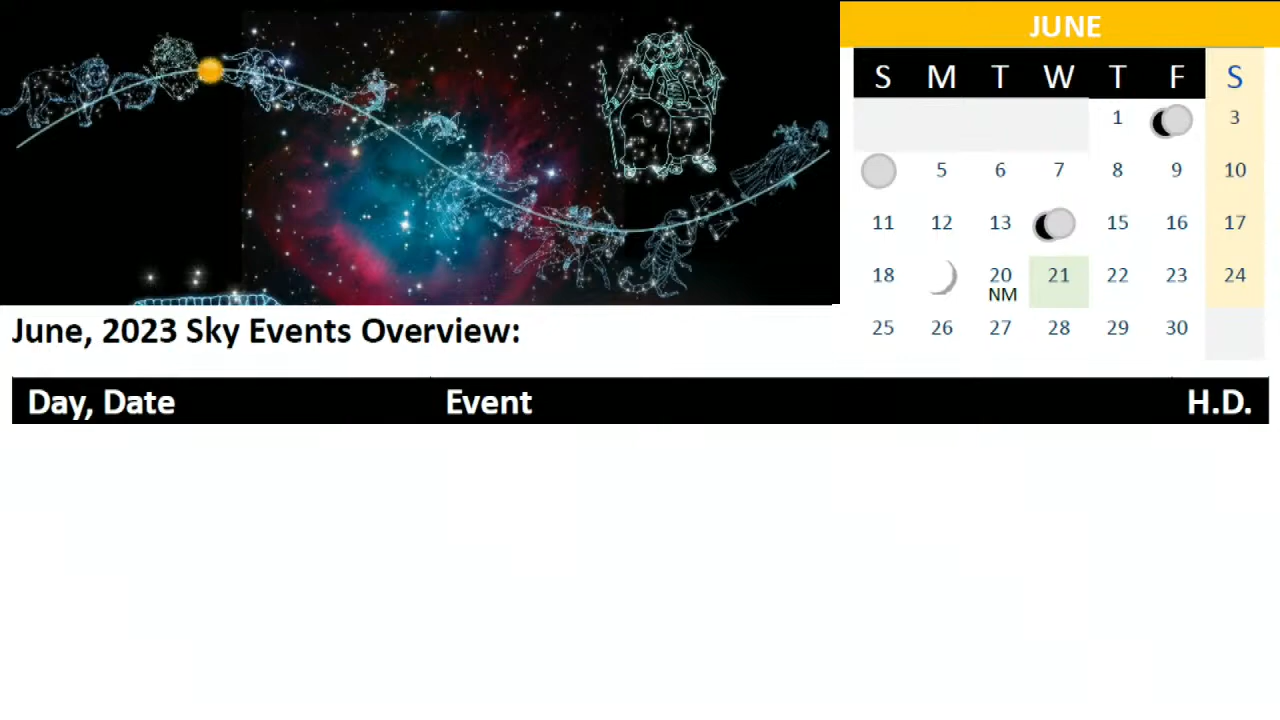 JUNE
S M T W T F S
1 3
5 6 7 8 9 10
11 12 13 15 16 17
18 20 21 22 23 24
NM
25 26 27 28 29 30
June, 2023 Sky Events Overview:
Day, Date Event H.D.